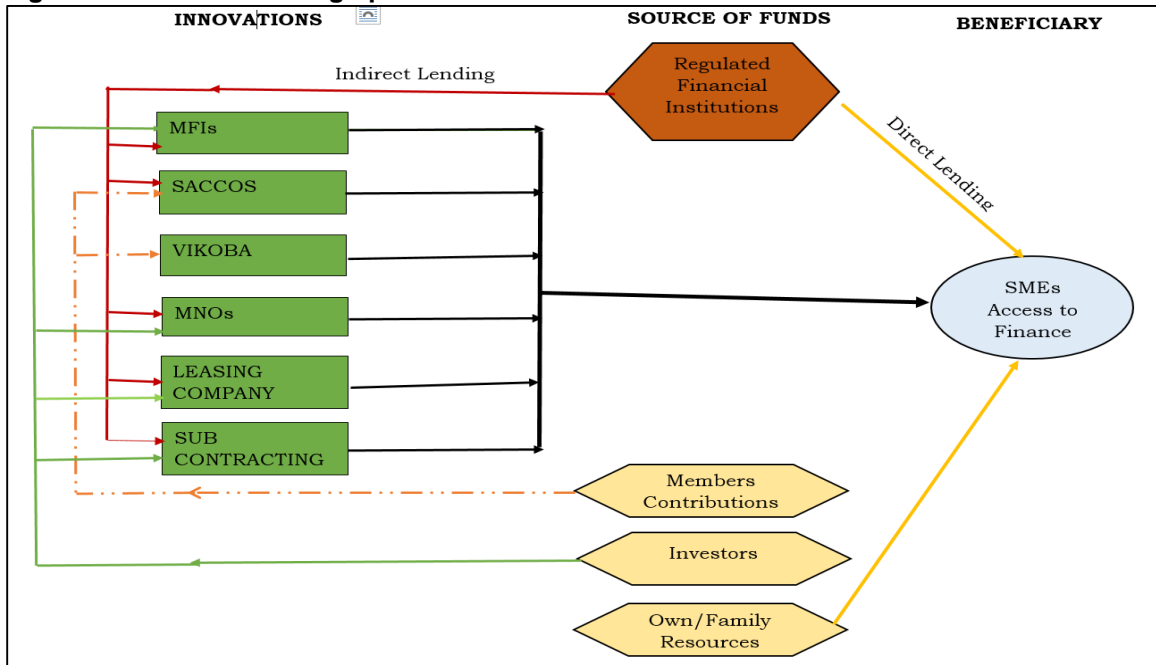 INNOVATIONS
SOURCE OF FUNDS
BENEFICIARY
Indirect Lending
Regulated
Financial
Institutions
MFIs
Direct Lending
SACCOS
VIKOBA
MNOs
SMEs
Access to
Finance
LEASING
COMPANY
SUB
CONTRACTING
Members
Contributions
Investors
Own/Family
Resources